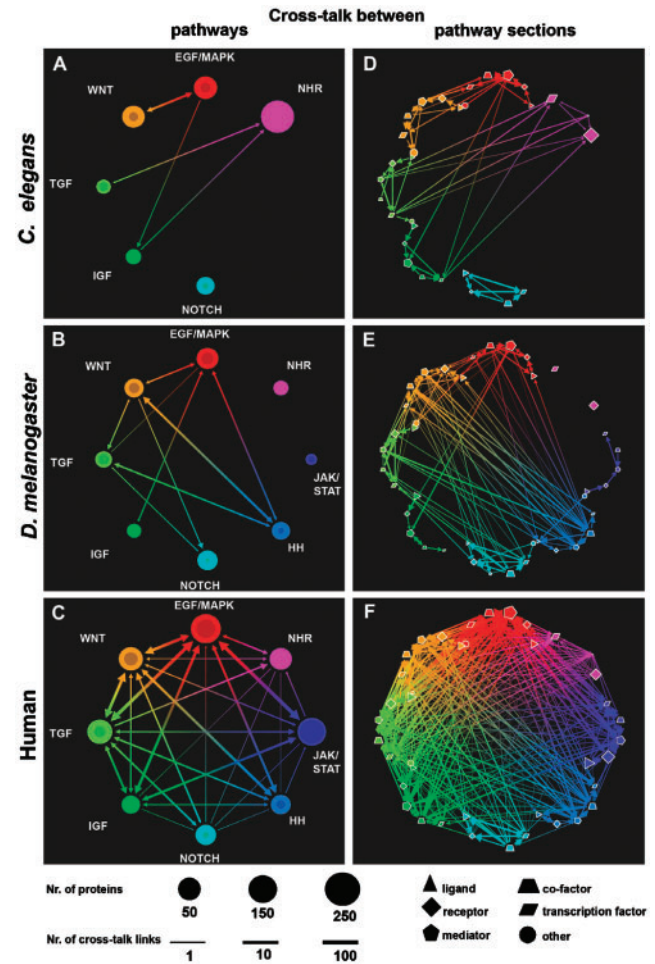 Cross-talk between
pathways
pathway sections
C. elegans
A
EGF/MAPK
WNT
NHR
TGF
IGF
NOTCH
D
D. melanogaster
B
EGF/MAPK
WNT
NHR
TGF
JAK/
STAT
IGF
HH
NOTCH
E
Human
C
EGF/MAPK
WNT
NHR
TGF
JAK/
STAT
IGF
HH
NOTCH
F
Nr. of proteins
50
150
250
Nr. of cross-talk links
1
10
100
ligand
co-factor
receptor
transcription factor
mediator
other